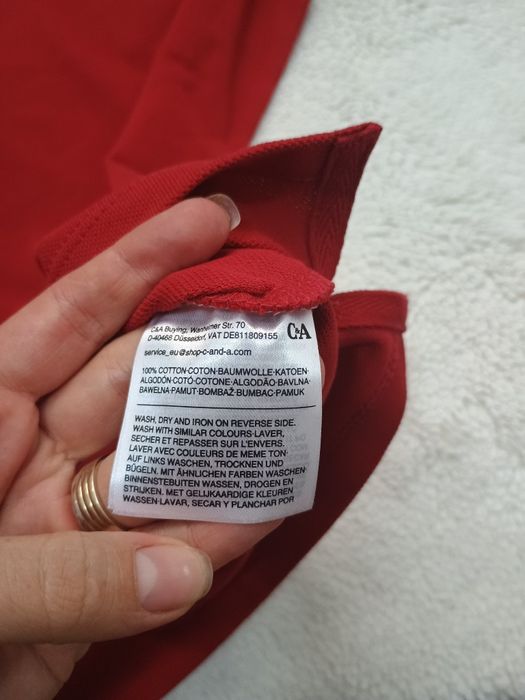 C&A Buying, Wanheimer Str. 70
D-40468 Düsseldorf, VAT DE811809155
C&A
service_eu@shop-c-and-a.com
100% COTTON·COTON·BAUMWOLLE·KATOEN·
ALGODÓN·COTÓ·COTONE·ALGODÃO·BAVLNA·
BAWEŁNA·PAMUT·BOMBAŽ·BUMBAC·PAMUK
WASH, DRY AND IRON ON REVERSE SIDE.
WASH WITH SIMILAR COLOURS·LAVER,
SECHER ET REPASSER SUR L'ENVERS.
LAVER AVEC COULEURS DE MEME TON·
AUF LINKS WASCHEN, TROCKNEN UND
BÜGELN. MIT ÄHNLICHEN FARBEN WASCHEN·
BINNENSTEBUITEN WASSEN, DROGEN EN
STRIJKEN. MET GELIJKAARDIGE KLEUREN
WASSEN·LAVAR, SECAR Y PLANCHAR POR